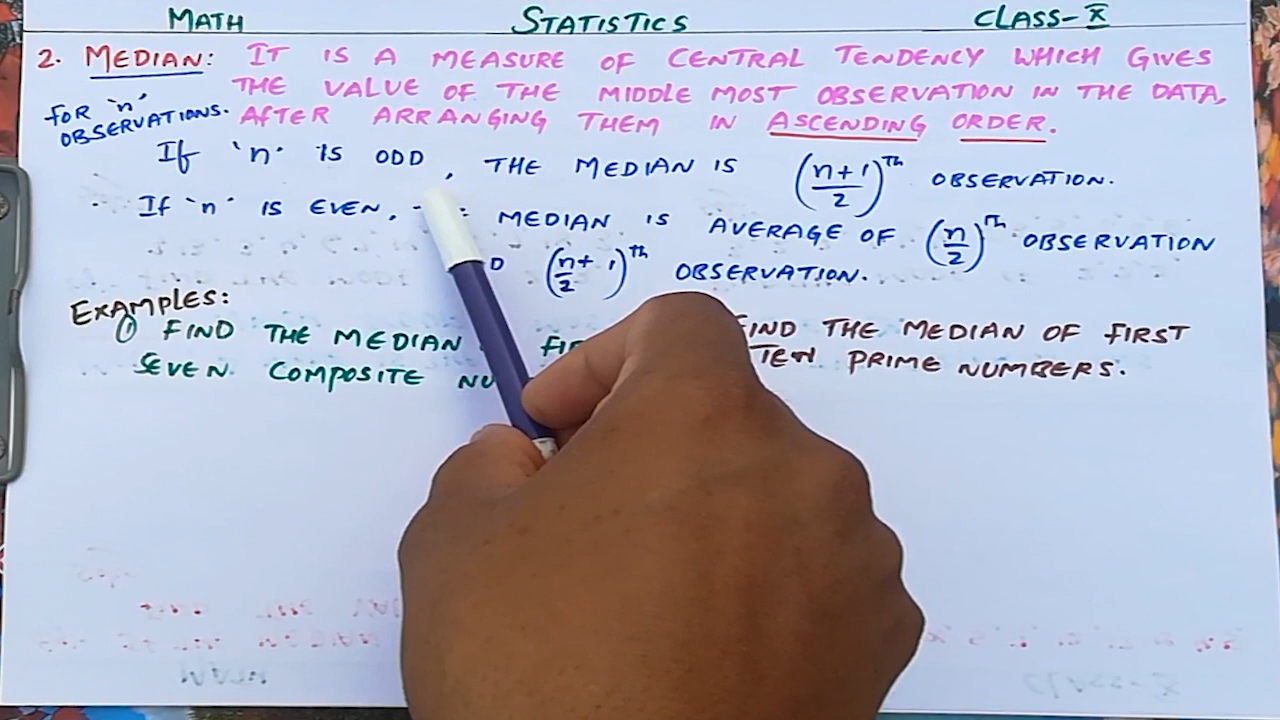 MATH STATISTICS CLASS-X
2. MEDIAN: IT IS A MEASURE OF CENTRAL TENDENCY WHICH GIVES
THE VALUE OF THE MIDDLE MOST OBSERVATION IN THE DATA,
AFTER ARRANGING THEM IN ASCENDING ORDER.
FOR 'n' OBSERVATIONS.
If 'n' IS ODD, THE MEDIAN IS ((n+1)/2)^Th OBSERVATION.
If 'n' IS EVEN, MEDIAN IS AVERAGE OF (n/2)^Th OBSERVATION
(n/2 + 1)^Th OBSERVATION.
EXAMPLES:
① FIND THE MEDIAN
SEVEN COMPOSITE
FIND THE MEDIAN OF FIRST
TEN PRIME NUMBERS.